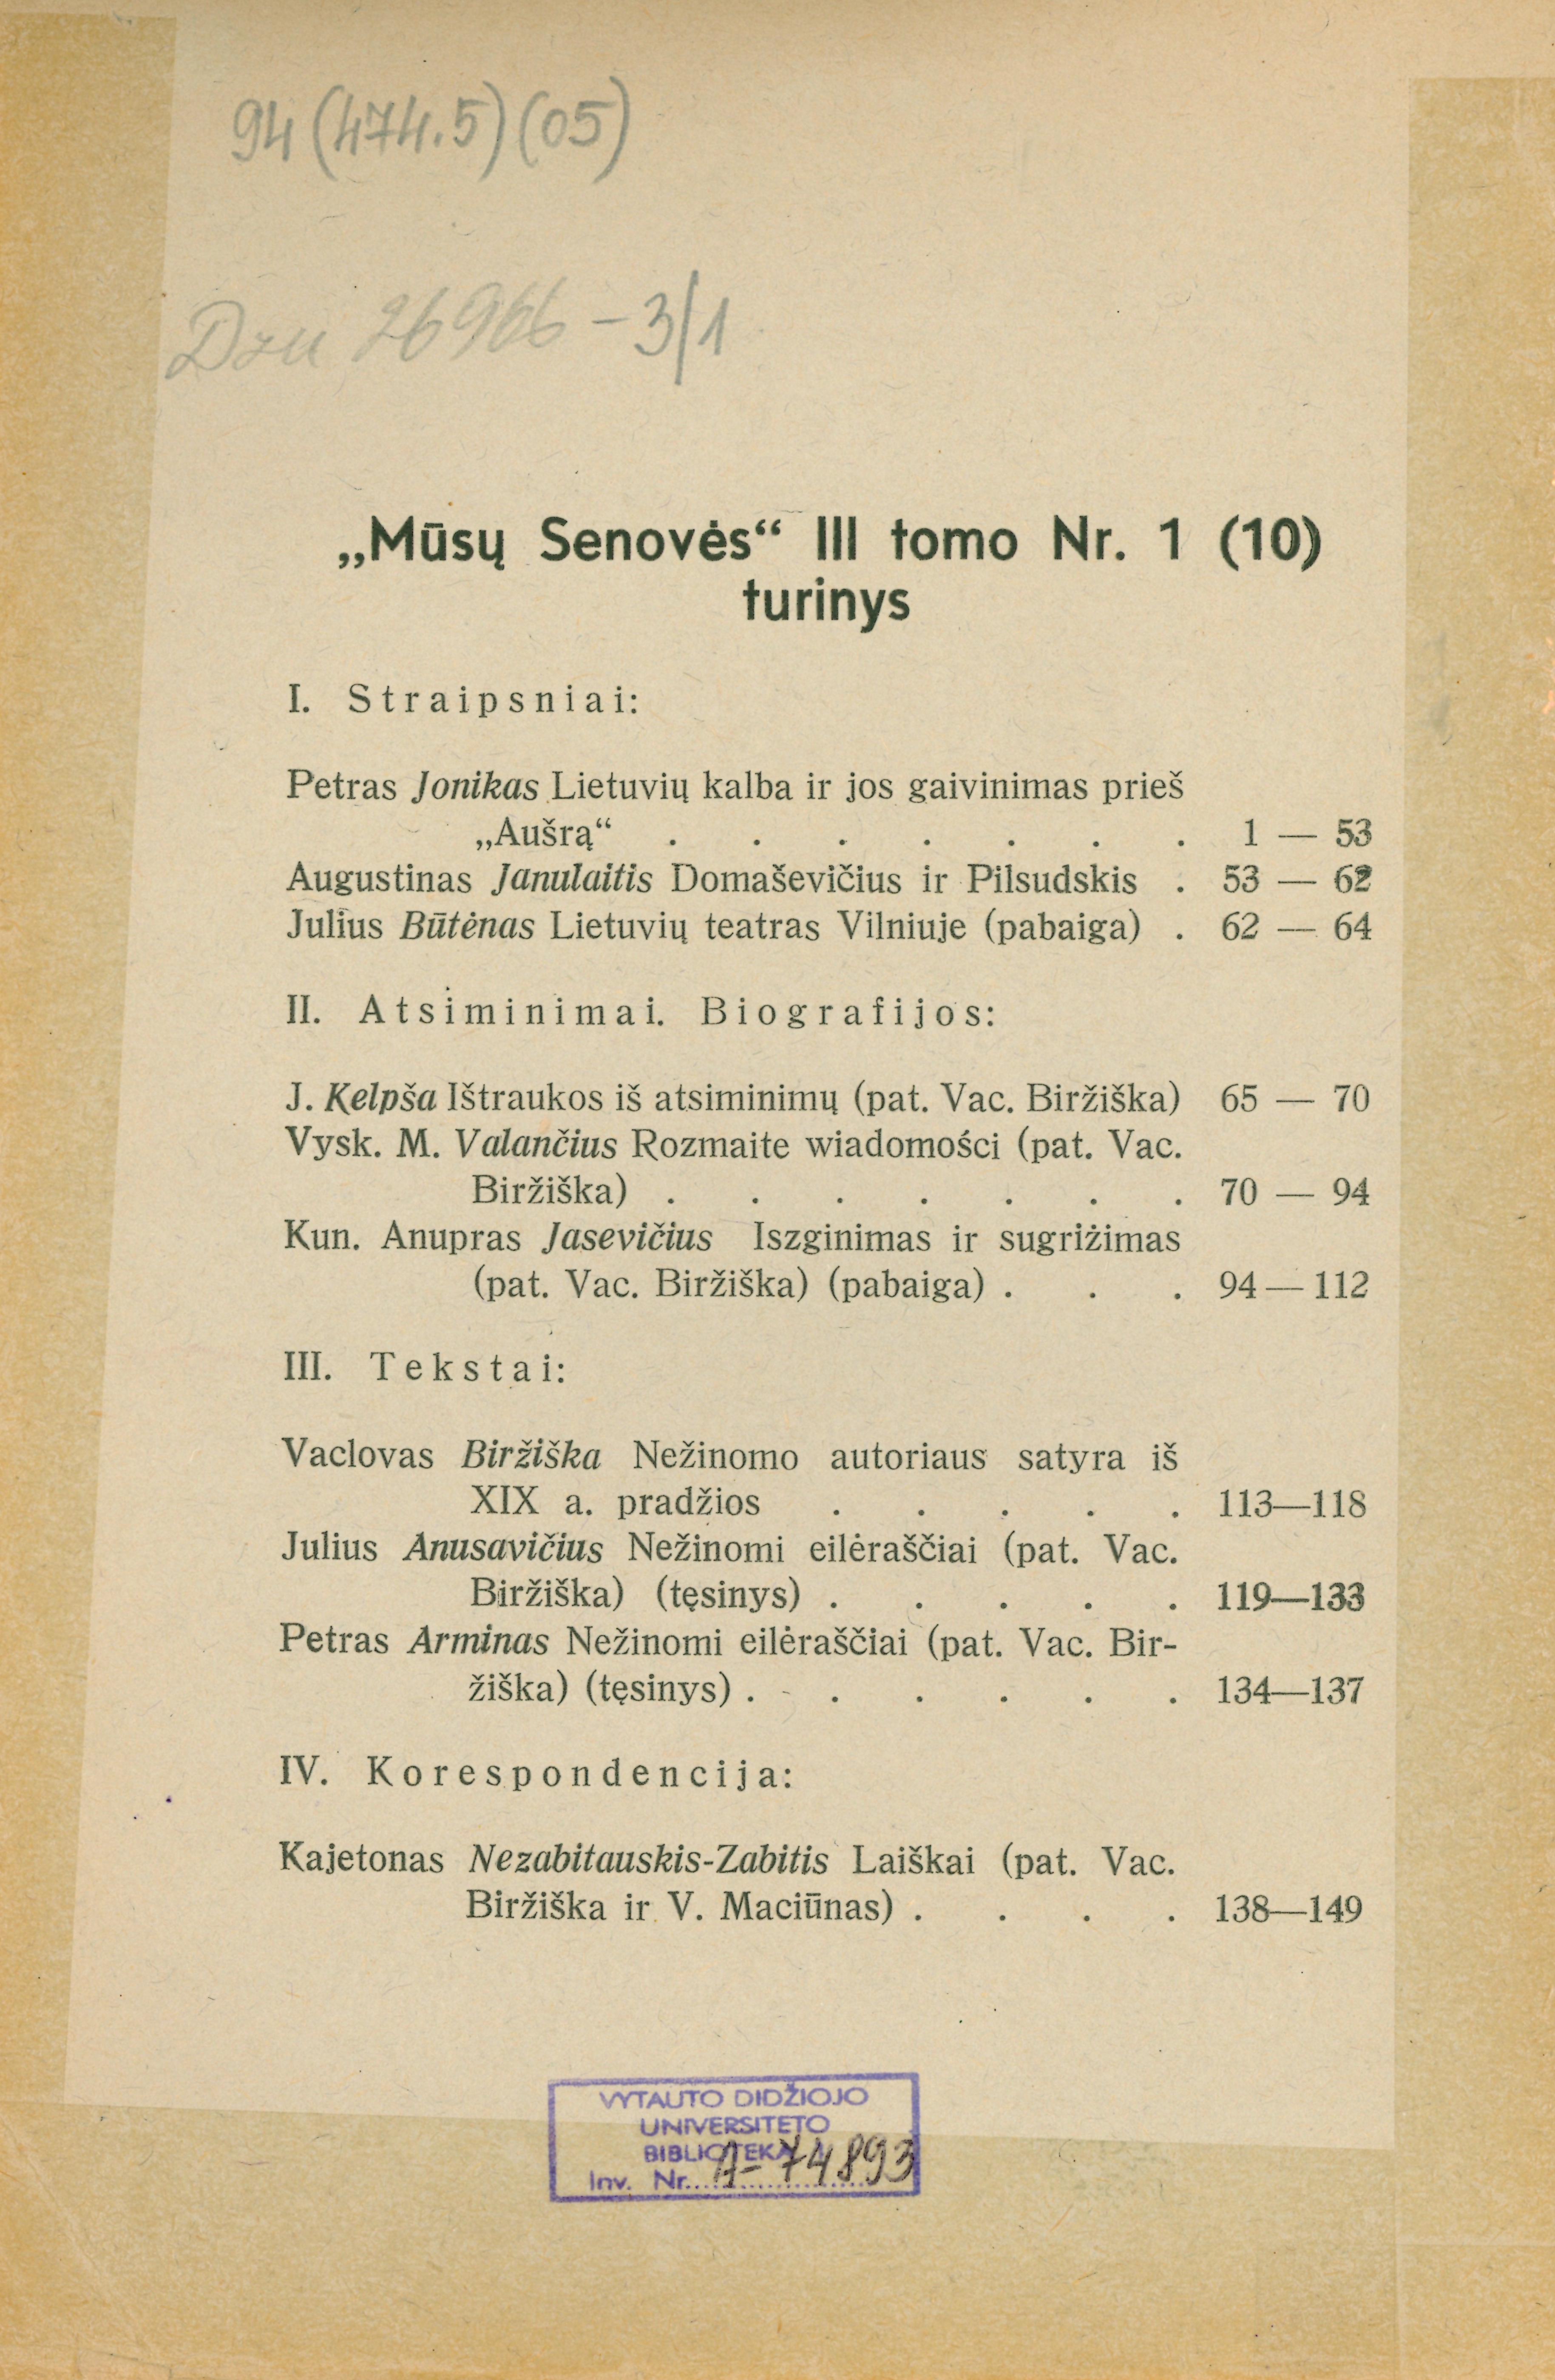 94 (474.5) (05)
Dzu 26966 – 3/1
„Mūsų Senovės“ III tomo Nr. 1 (10)
turinys
I. Straipsniai:
Petras Jonikas Lietuvių kalba ir jos gaivinimas prieš
„Aušrą“ . . . . . . . 1 — 53
Augustinas Janulaitis Domaševičius ir Pilsudskis . 53 — 62
Julius Būtėnas Lietuvių teatras Vilniuje (pabaiga) . 62 — 64
II. Atsiminimai. Biografijos:
J. Kelpša Ištraukos iš atsiminimų (pat. Vac. Biržiška) 65 — 70
Vysk. M. Valančius Rozmaite wiadomości (pat. Vac.
Biržiška) . . . . . . . 70 — 94
Kun. Anupras Jasevičius Iszginimas ir sugriżimas
(pat. Vac. Biržiška) (pabaiga) . . . 94 — 112
III. Tekstai:
Vaclovas Biržiška Nežinomo autoriaus satyra iš
XIX a. pradžios . . . . . 113—118
Julius Anusavičius Nežinomi eilėraščiai (pat. Vac.
Biržiška) (tęsinys) . . . . . 119—133
Petras Arminas Nežinomi eilėraščiai (pat. Vac. Bir-
žiška) (tęsinys) . . . . . . 134—137
IV. Korespondencija:
Kajetonas Nezabitauskis-Zabitis Laiškai (pat. Vac.
Biržiška ir V. Maciūnas) . . . . 138—149
VYTAUTO DIDŽIOJO
UNIVERSITETO
BIBLIOTEKA
Inv. Nr. A-74893